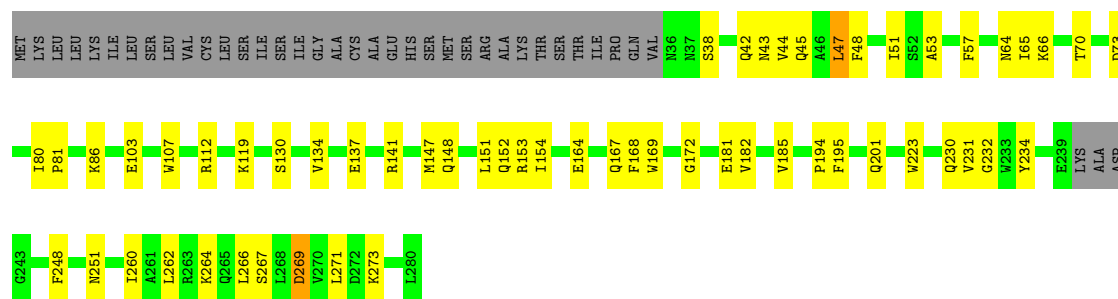 MET LYS LEU LEU LYS ILE LEU SER LEU VAL CYS LEU SER ILE SER ILE GLY ALA CYS ALA GLU HIS SER MET SER ARG ALA LYS THR SER THR ILE PRO GLN VAL N36 N37 S38 Q42 N43 V44 Q45 A46 L47 F48 I51 S52 A53 F57 N64 I65 K66 T70
I80 P81 K86 E103 W107 R112 K119 S130 V134 E137 R141 M147 Q148 L151 Q152 R153 I154 E164 Q167 F168 W169 G172 E181 V182 V185 P194 F195 Q201 W223 Q230 V231 G232 W233 Y234 E239 LYS ALA ASP
G243 F248 N251 I260 A261 L262 R263 K264 Q265 L266 S267 L268 D269 V270 L271 D272 K273 L280